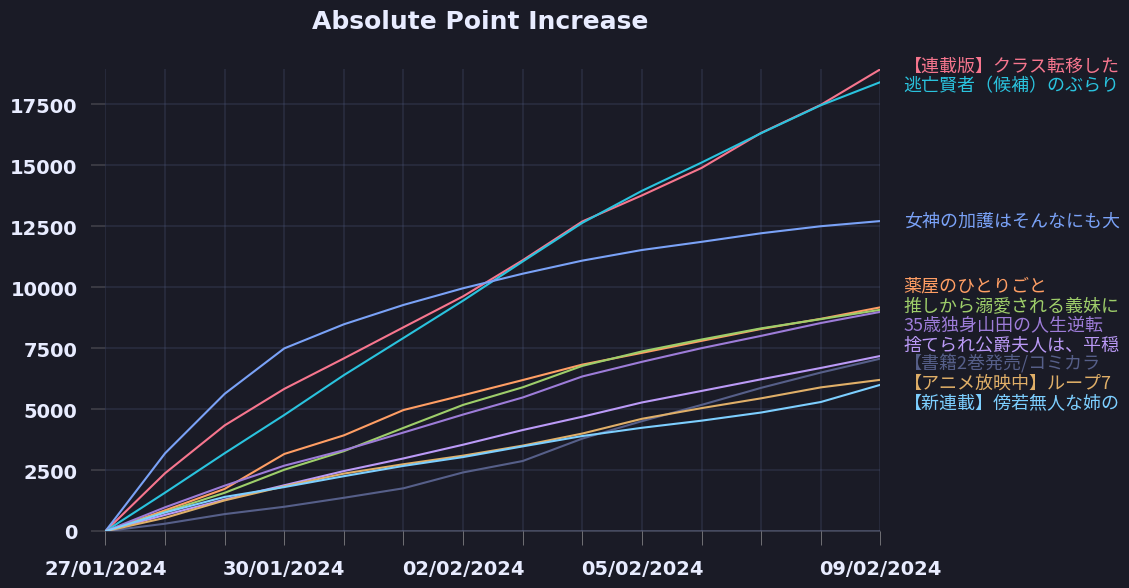 Absolute Point Increase
17500
15000
12500
10000
7500
5000
2500
0
27/01/2024
30/01/2024
02/02/2024
05/02/2024
09/02/2024
【連載版】クラス転移した
逃亡賢者（候補）のぶらり
女神の加護はそんなにも大
薬屋のひとりごと
推しから溺愛される義妹に
35歳独身山田の人生逆転
捨てられ公爵夫人は、平穏
【書籍2巻発売/コミカラ
【アニメ放映中】ループ7
【新連載】傍若無人な姉の